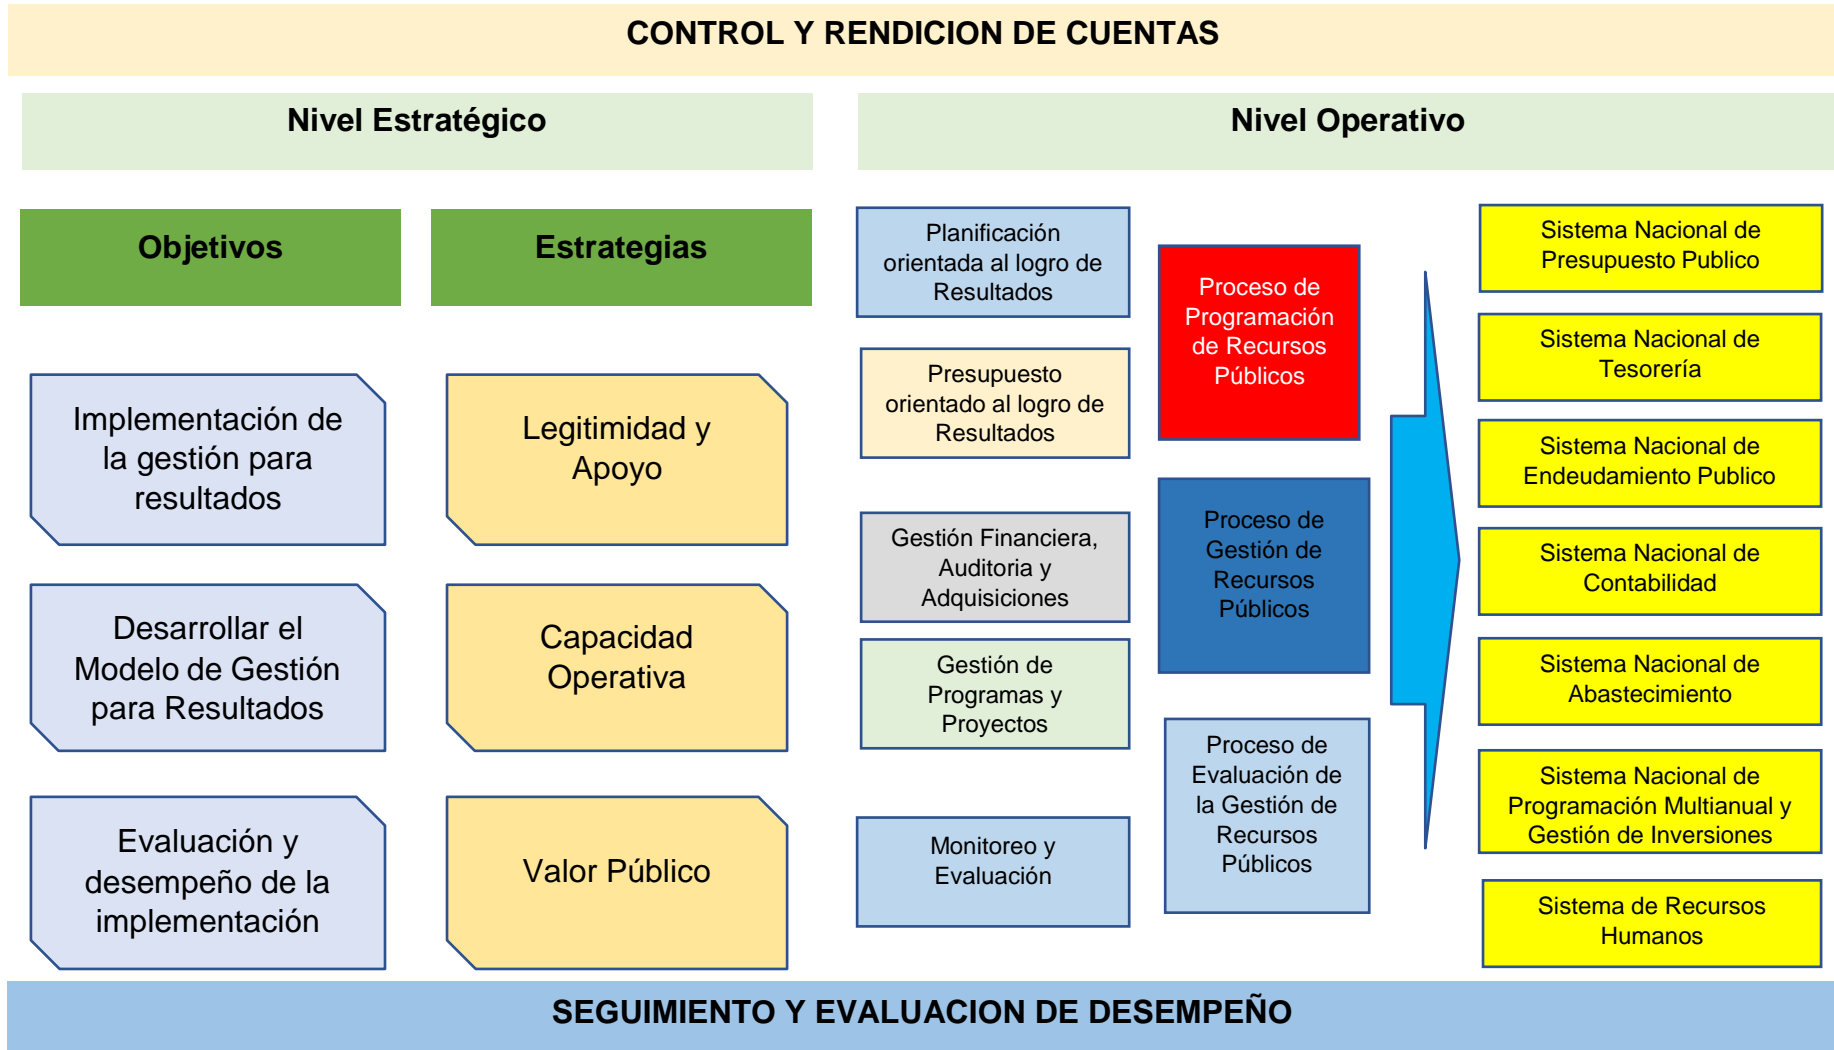 CONTROL Y RENDICION DE CUENTAS
Nivel Estratégico
Nivel Operativo
Objetivos
Estrategias
Implementación de
la gestión para
resultados
Legitimidad y
Apoyo
Desarrollar el
Modelo de Gestión
para Resultados
Capacidad
Operativa
Evaluación y
desempeño de la
implementación
Valor Público
Planificación
orientada al logro de
Resultados
Presupuesto
orientado al logro de
Resultados
Gestión Financiera,
Auditoria y
Adquisiciones
Gestión de
Programas y
Proyectos
Monitoreo y
Evaluación
Proceso de
Programación
de Recursos
Públicos
Proceso de
Gestión de
Recursos
Públicos
Proceso de
Evaluación de
la Gestión de
Recursos
Públicos
Sistema Nacional de
Presupuesto Publico
Sistema Nacional de
Tesorería
Sistema Nacional de
Endeudamiento Publico
Sistema Nacional de
Contabilidad
Sistema Nacional de
Abastecimiento
Sistema Nacional de
Programación Multianual y
Gestión de Inversiones
Sistema de Recursos
Humanos
SEGUIMIENTO Y EVALUACION DE DESEMPEÑO